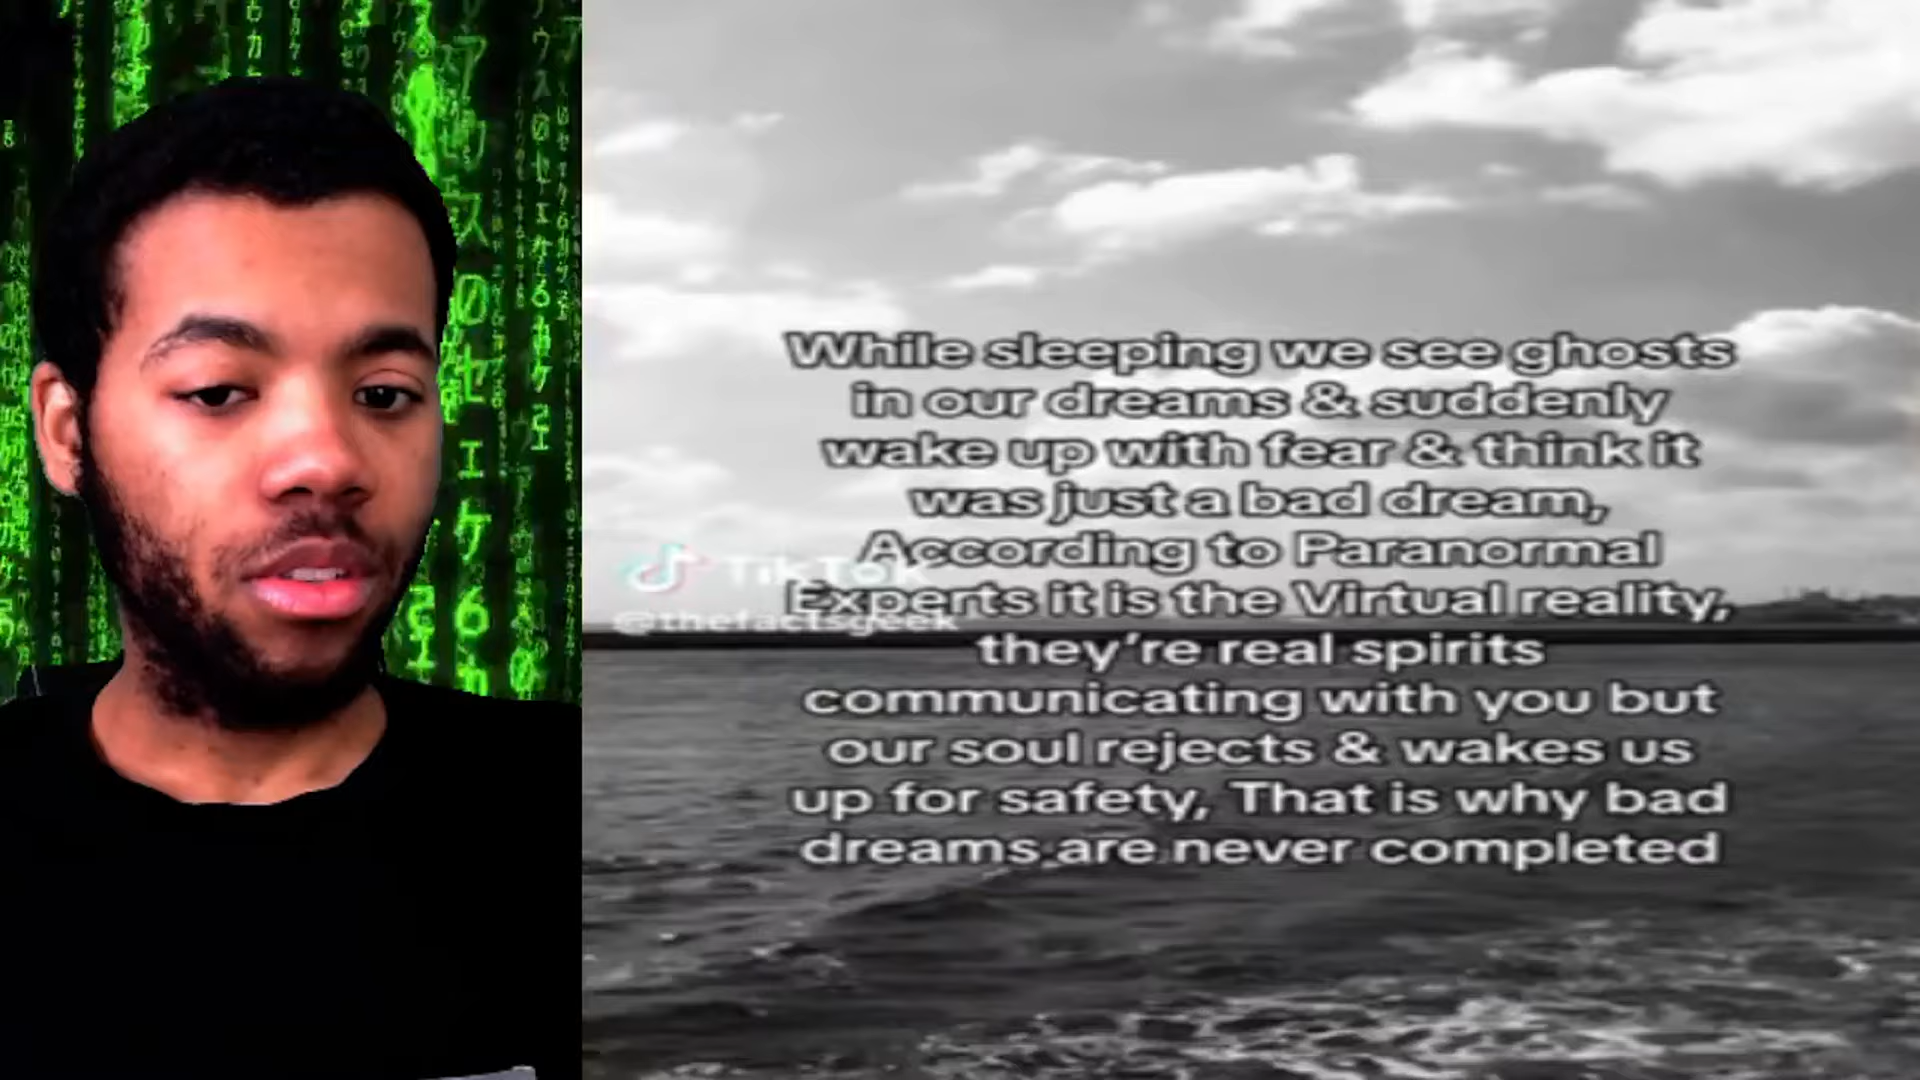 While sleeping we see ghosts
in our dreams & suddenly
wake up with fear & think it
was just a bad dream,
According to Paranormal
Experts it is the Virtual reality,
they're real spirits
communicating with you but
our soul rejects & wakes us
up for safety, That is why bad
dreams are never completed
TikTok
@thefactsgeek